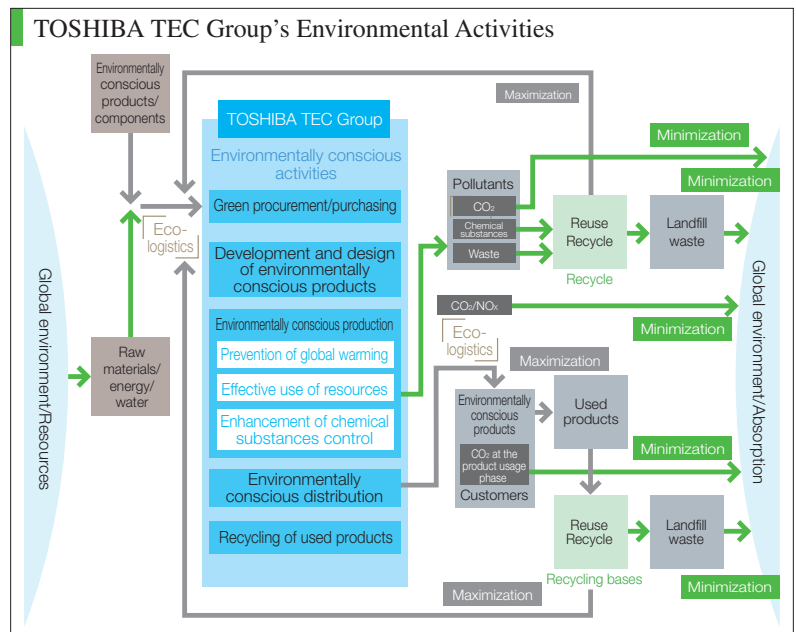 TOSHIBA TEC Group's Environmental Activities
Environmentally
conscious
products/
components
Maximization
TOSHIBA TEC Group
Environmentally conscious
activities
Green procurement/purchasing
Development and design
of environmentally
conscious products
Environmentally conscious production
Prevention of global warming
Effective use of resources
Enhancement of chemical
substances control
Environmentally
conscious distribution
Recycling of used products
Eco-
logistics
Global environment/Resources
Raw
materials/
energy/
water
Pollutants
CO₂
Chemical
substances
Waste
Minimization
Minimization
Reuse
Recycle
Recycle
Landfill
waste
CO₂/NOx
Minimization
Eco-
logistics
Maximization
Environmentally
conscious
products
CO₂ at the
product usage
phase
Customers
Used
products
Minimization
Reuse
Recycle
Recycling bases
Landfill
waste
Minimization
Maximization
Global environment/Absorption